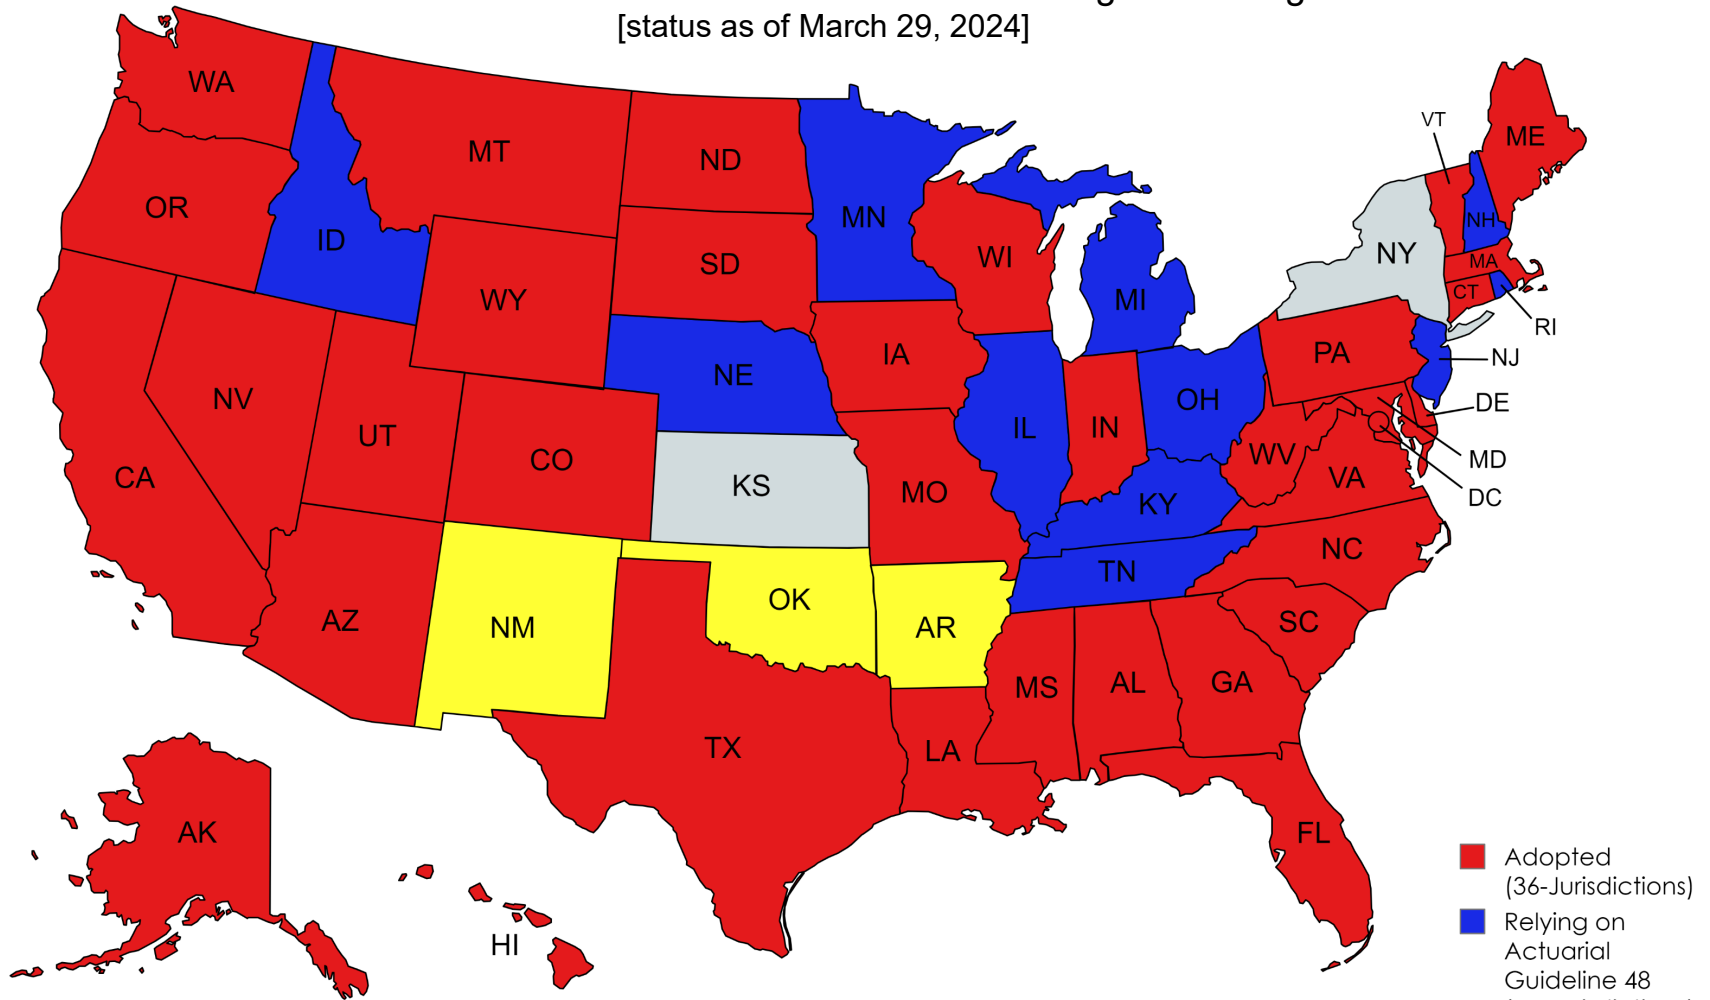 [status as of March 29, 2024]
WA
MT
ND
MN
VT
ME
OR
ID
SD
WI
NH
NY
MA
CT
WY
MI
RI
IA
PA
NJ
NE
NV
OH
DE
UT
IL
IN
CO
WV
MD
CA
KS
MO
VA
DC
KY
NC
TN
AZ
NM
OK
AR
SC
MS
AL
GA
TX
LA
AK
FL
HI
Adopted
(36-Jurisdictions)
Relying on
Actuarial
Guideline 48